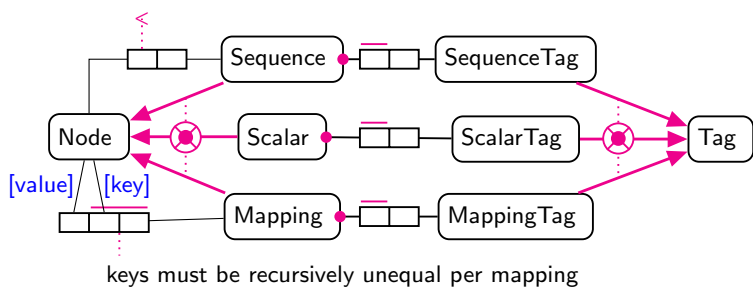 Sequence
SequenceTag
Node
Scalar
ScalarTag
Tag
[value]
[key]
Mapping
MappingTag
keys must be recursively unequal per mapping